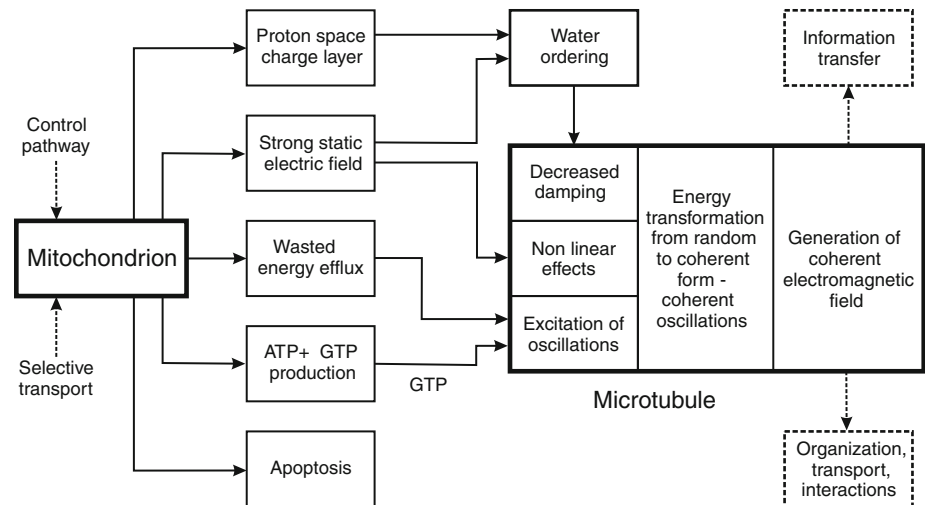 Proton space
charge layer
Water
ordering
Information
transfer
Control
pathway
Strong static
electric field
Decreased
damping
Energy
transformation
from random
to coherent
form -
coherent
oscillations
Generation of
coherent
electromagnetic
field
Mitochondrion
Wasted
energy efflux
Non linear
effects
Excitation of
oscillations
Selective
transport
ATP+ GTP
production
GTP
Microtubule
Apoptosis
Organization,
transport,
interactions